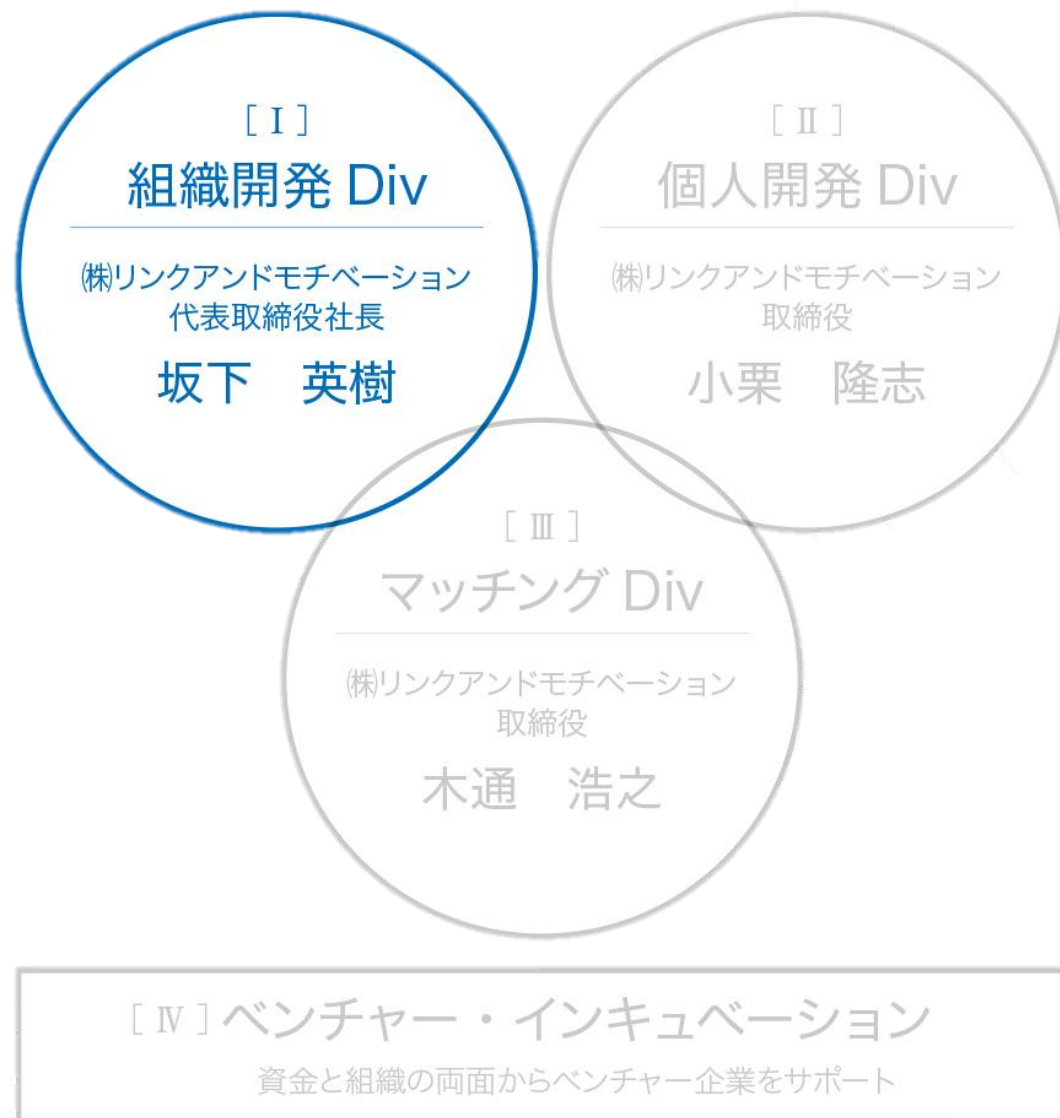 ［Ⅰ］
組織開発 Div
㈱リンクアンドモチベーション
代表取締役社長
坂下　英樹
［Ⅱ］
個人開発 Div
㈱リンクアンドモチベーション
取締役
小栗　隆志
［Ⅲ］
マッチング Div
㈱リンクアンドモチベーション
取締役
木通　浩之
［Ⅳ］ベンチャー・インキュベーション
資金と組織の両面からベンチャー企業をサポート